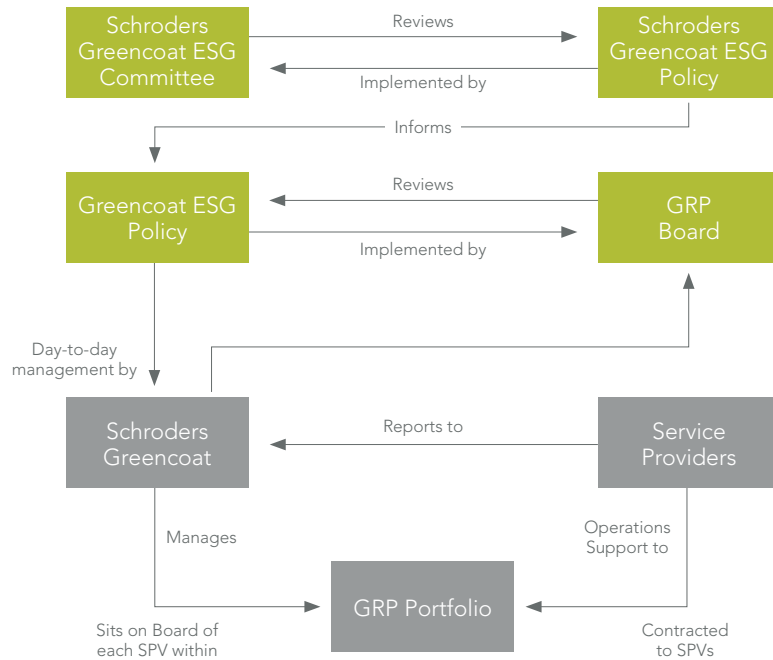 Schroders
Greencoat ESG
Committee
Reviews
Implemented by
Schroders
Greencoat ESG
Policy
Informs
Greencoat ESG
Policy
Reviews
Implemented by
GRP
Board
Day-to-day
management by
Schroders
Greencoat
Reports to
Service
Providers
Manages
Operations
Support to
GRP Portfolio
Sits on Board of
each SPV within
Contracted
to SPVs